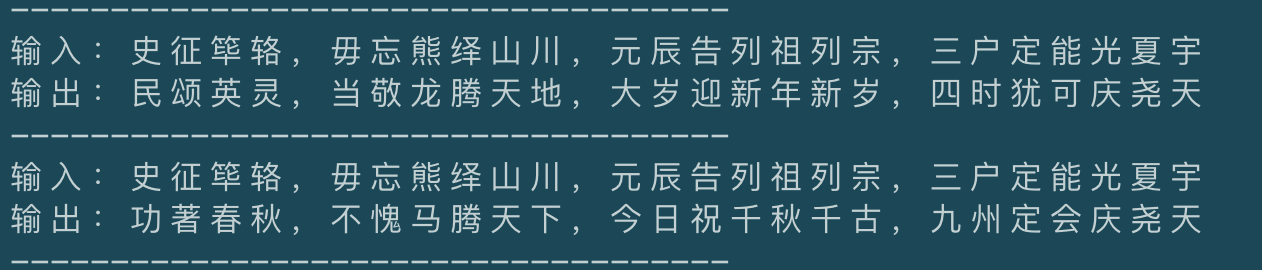 ------------------------------------
输入: 史征筚辂, 毋忘熊绎山川, 元辰告列祖列宗, 三户定能光夏宇
输出: 民颂英灵, 当敬龙腾天地, 大岁迎新年新岁, 四时犹可庆尧天
------------------------------------
输入: 史征筚辂, 毋忘熊绎山川, 元辰告列祖列宗, 三户定能光夏宇
输出: 功著春秋, 不愧马腾天下, 今日祝千秋千古, 九州定会庆尧天
------------------------------------